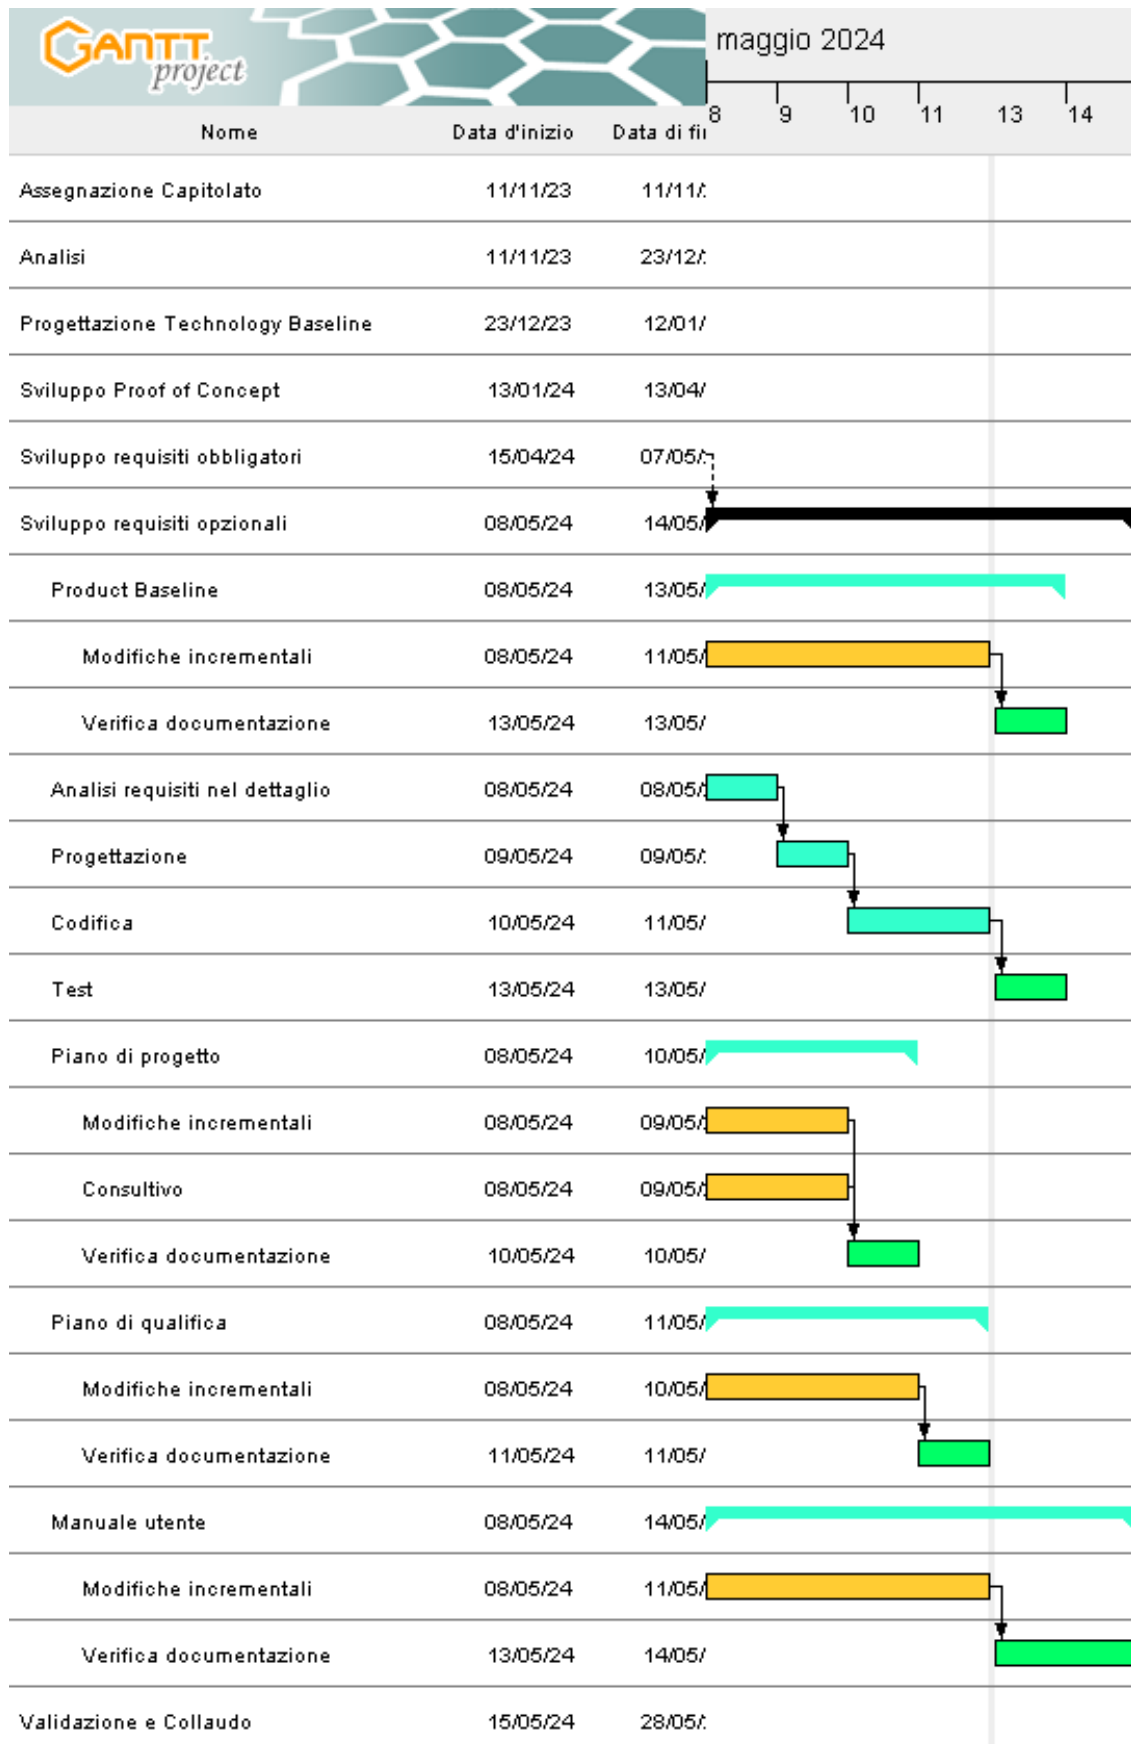 GANTT project
maggio 2024
8 9 10 11 13 14
Nome Data d'inizio Data di fi
Assegnazione Capitolato 11/11/23 11/11/
Analisi 11/11/23 23/12/
Progettazione Technology Baseline 23/12/23 12/01/
Sviluppo Proof of Concept 13/01/24 13/04/
Sviluppo requisiti obbligatori 15/04/24 07/05/
Sviluppo requisiti opzionali 08/05/24 14/05/
Product Baseline 08/05/24 13/05/
Modifiche incrementali 08/05/24 11/05/
Verifica documentazione 13/05/24 13/05/
Analisi requisiti nel dettaglio 08/05/24 08/05/
Progettazione 09/05/24 09/05/
Codifica 10/05/24 11/05/
Test 13/05/24 13/05/
Piano di progetto 08/05/24 10/05/
Modifiche incrementali 08/05/24 09/05/
Consultivo 08/05/24 09/05/
Verifica documentazione 10/05/24 10/05/
Piano di qualifica 08/05/24 11/05/
Modifiche incrementali 08/05/24 10/05/
Verifica documentazione 11/05/24 11/05/
Manuale utente 08/05/24 14/05/
Modifiche incrementali 08/05/24 11/05/
Verifica documentazione 13/05/24 14/05/
Validazione e Collaudo 15/05/24 28/05/